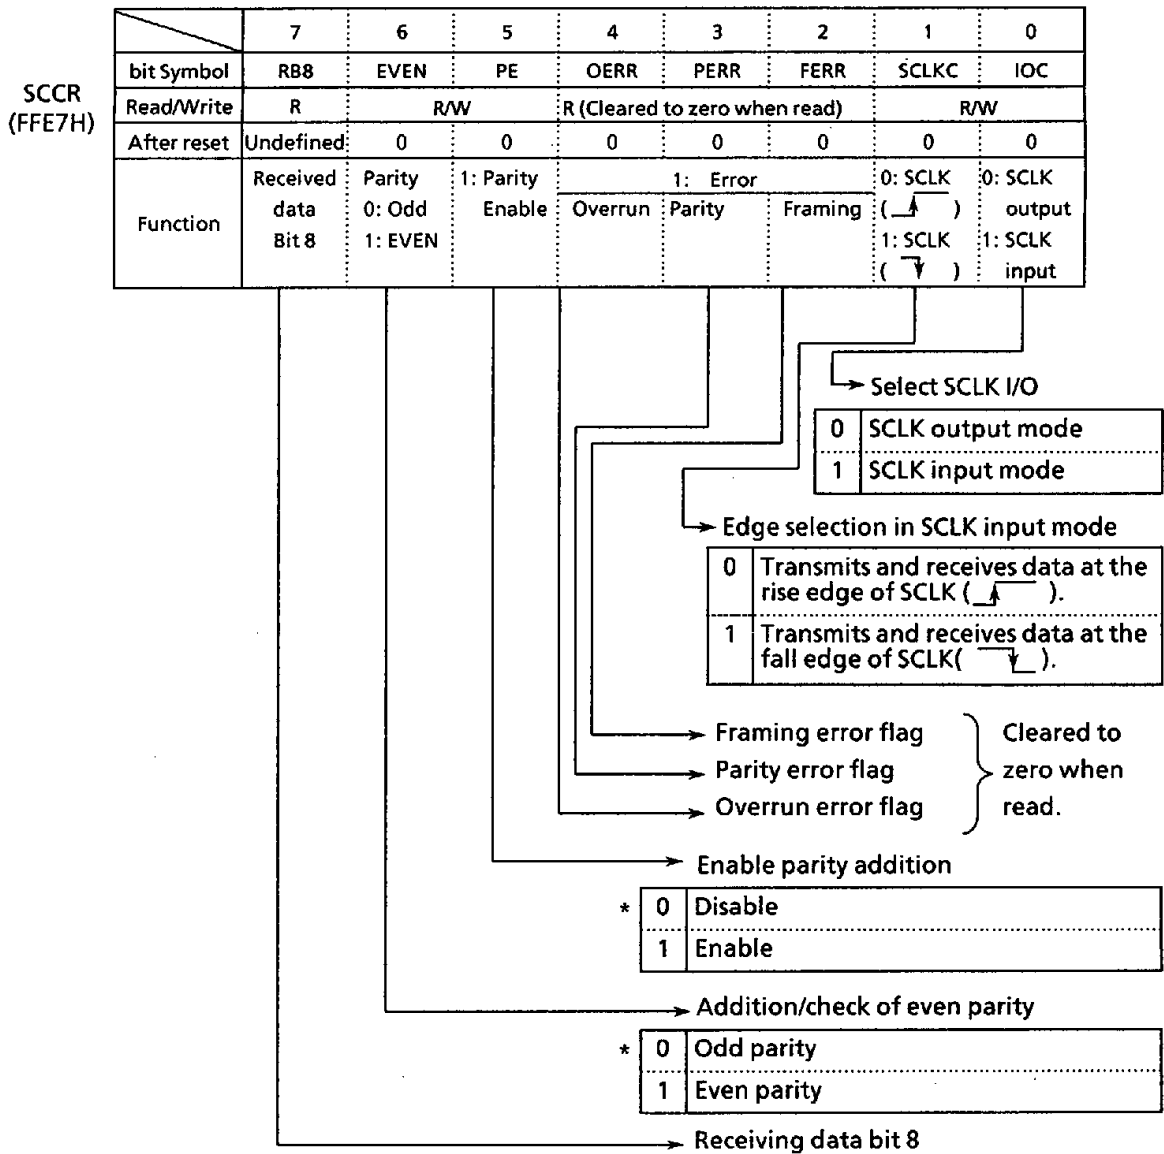 7 6 5 4 3 2 1 0
bit Symbol RB8 EVEN PE OERR PERR FERR SCLKC IOC
SCCR
(FFE7H)
Read/Write R R/W R (Cleared to zero when read) R/W
After reset Undefined 0 0 0 0 0 0 0
Function
Received
data
Bit 8
Parity
0: Odd
1: EVEN
1: Parity
Enable
1: Error
Overrun Parity Framing
0: SCLK
( )
1: SCLK
( )
0: SCLK
output
1: SCLK
input
Select SCLK I/O
0 SCLK output mode
1 SCLK input mode
Edge selection in SCLK input mode
0 Transmits and receives data at the
rise edge of SCLK ( ).
1 Transmits and receives data at the
fall edge of SCLK( ).
Framing error flag
Parity error flag
Overrun error flag
Cleared to
zero when
read.
Enable parity addition
* 0 Disable
1 Enable
Addition/check of even parity
* 0 Odd parity
1 Even parity
Receiving data bit 8